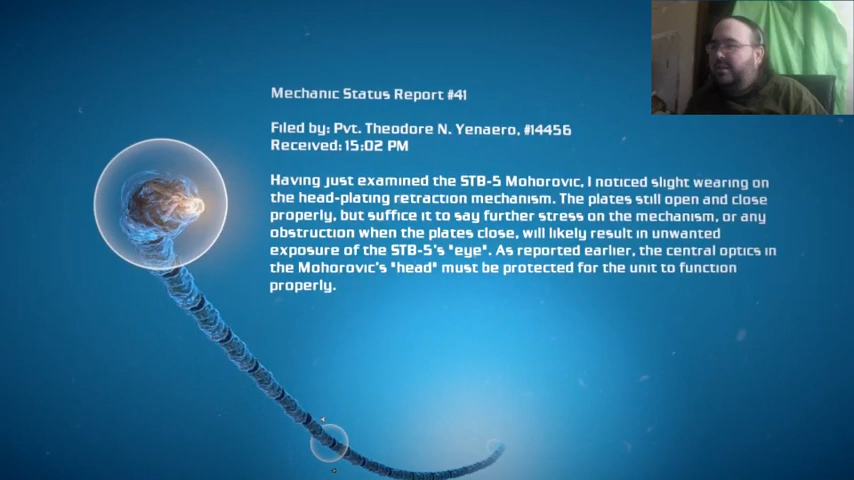 Mechanic Status Report #41
Filed by: Pvt. Theodore N. Yenaero, #14456
Received: 15:02 PM
Having just examined the STB-5 Mohorovic, I noticed slight wearing on
the head-plating retraction mechanism. The plates still open and close
properly, but suffice it to say further stress on the mechanism, or any
obstruction when the plates close, will likely result in unwanted
exposure of the STB-5's "eye". As reported earlier, the central optics in
the Mohorovic's "head" must be protected for the unit to function
properly.